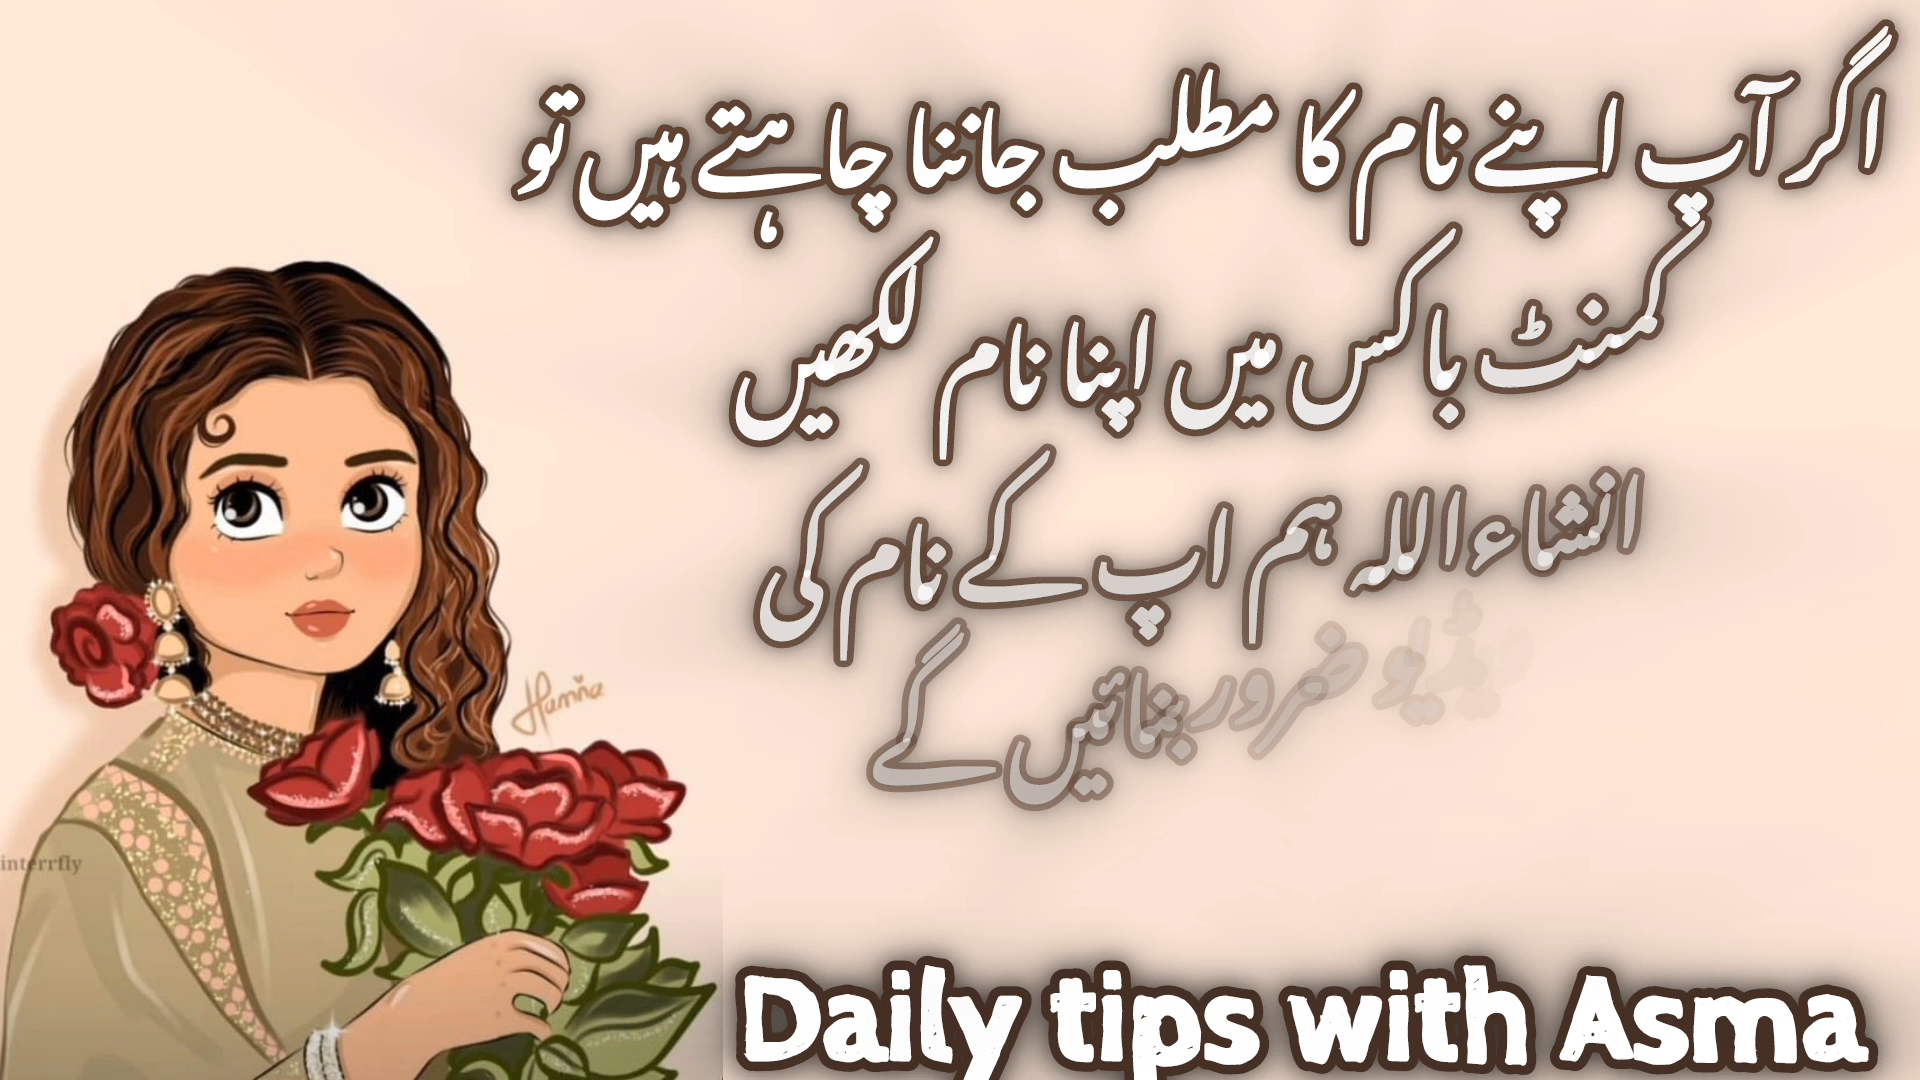 اگر آپ اپنے نام کا مطلب جاننا چاہتے ہیں تو
کمنٹ باکس میں اپنا نام لکھیں
انشاءاللہ ہم اپ کے نام کی
ویڈیو ضرور بنائیں گے
Hamna
interrfly
Daily tips with Asma